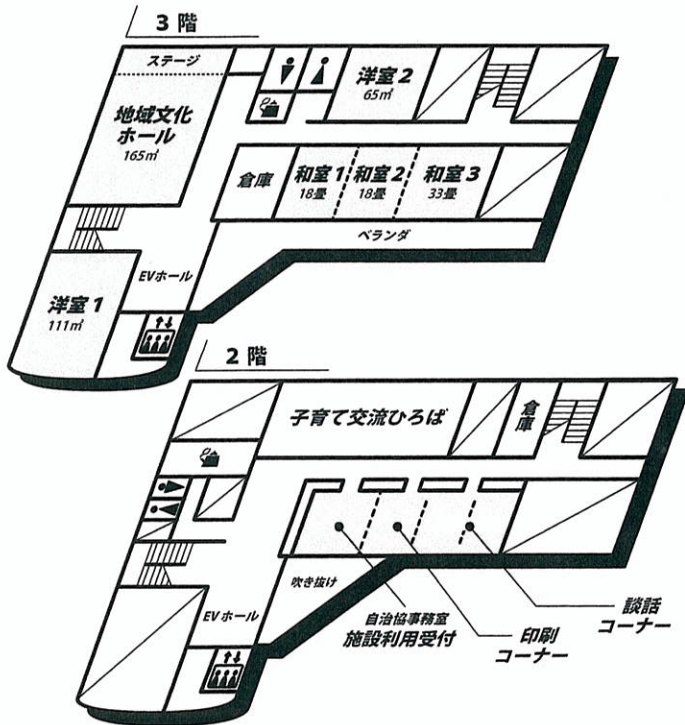 3 階
ステージ
地域文化
ホール
165㎡
洋室 2
65㎡
倉庫
和室 1
18畳
和室 2
18畳
和室 3
33畳
ベランダ
EVホール
洋室 1
111㎡
2 階
子育て交流ひろば
倉庫
吹き抜け
EVホール
自治協事務室
施設利用受付
印刷
コーナー
談話
コーナー